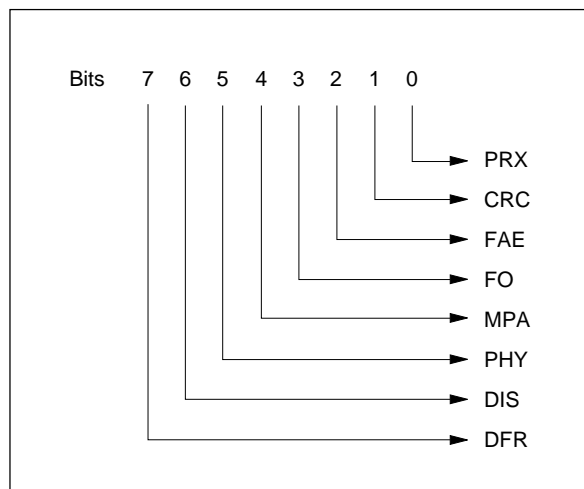 Bits 7 6 5 4 3 2 1 0
PRX
CRC
FAE
FO
MPA
PHY
DIS
DFR